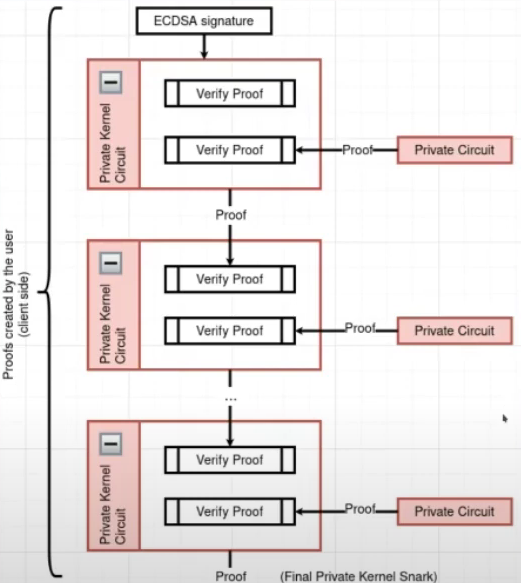 ECDSA signature
Private Kernel
Circuit
Verify Proof
Verify Proof
Proof
Private Circuit
Proof
Proofs created by the user
(client side)
Private Kernel
Circuit
Verify Proof
Verify Proof
Proof
Private Circuit
...
Private Kernel
Circuit
Verify Proof
Verify Proof
Proof
Private Circuit
Proof (Final Private Kernel Snark)